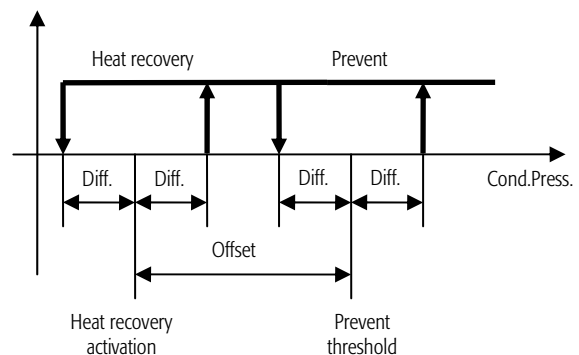 Heat recovery Prevent
Diff. Diff. Diff. Diff. Cond.Press.
Offset
Heat recovery
activation
Prevent
threshold